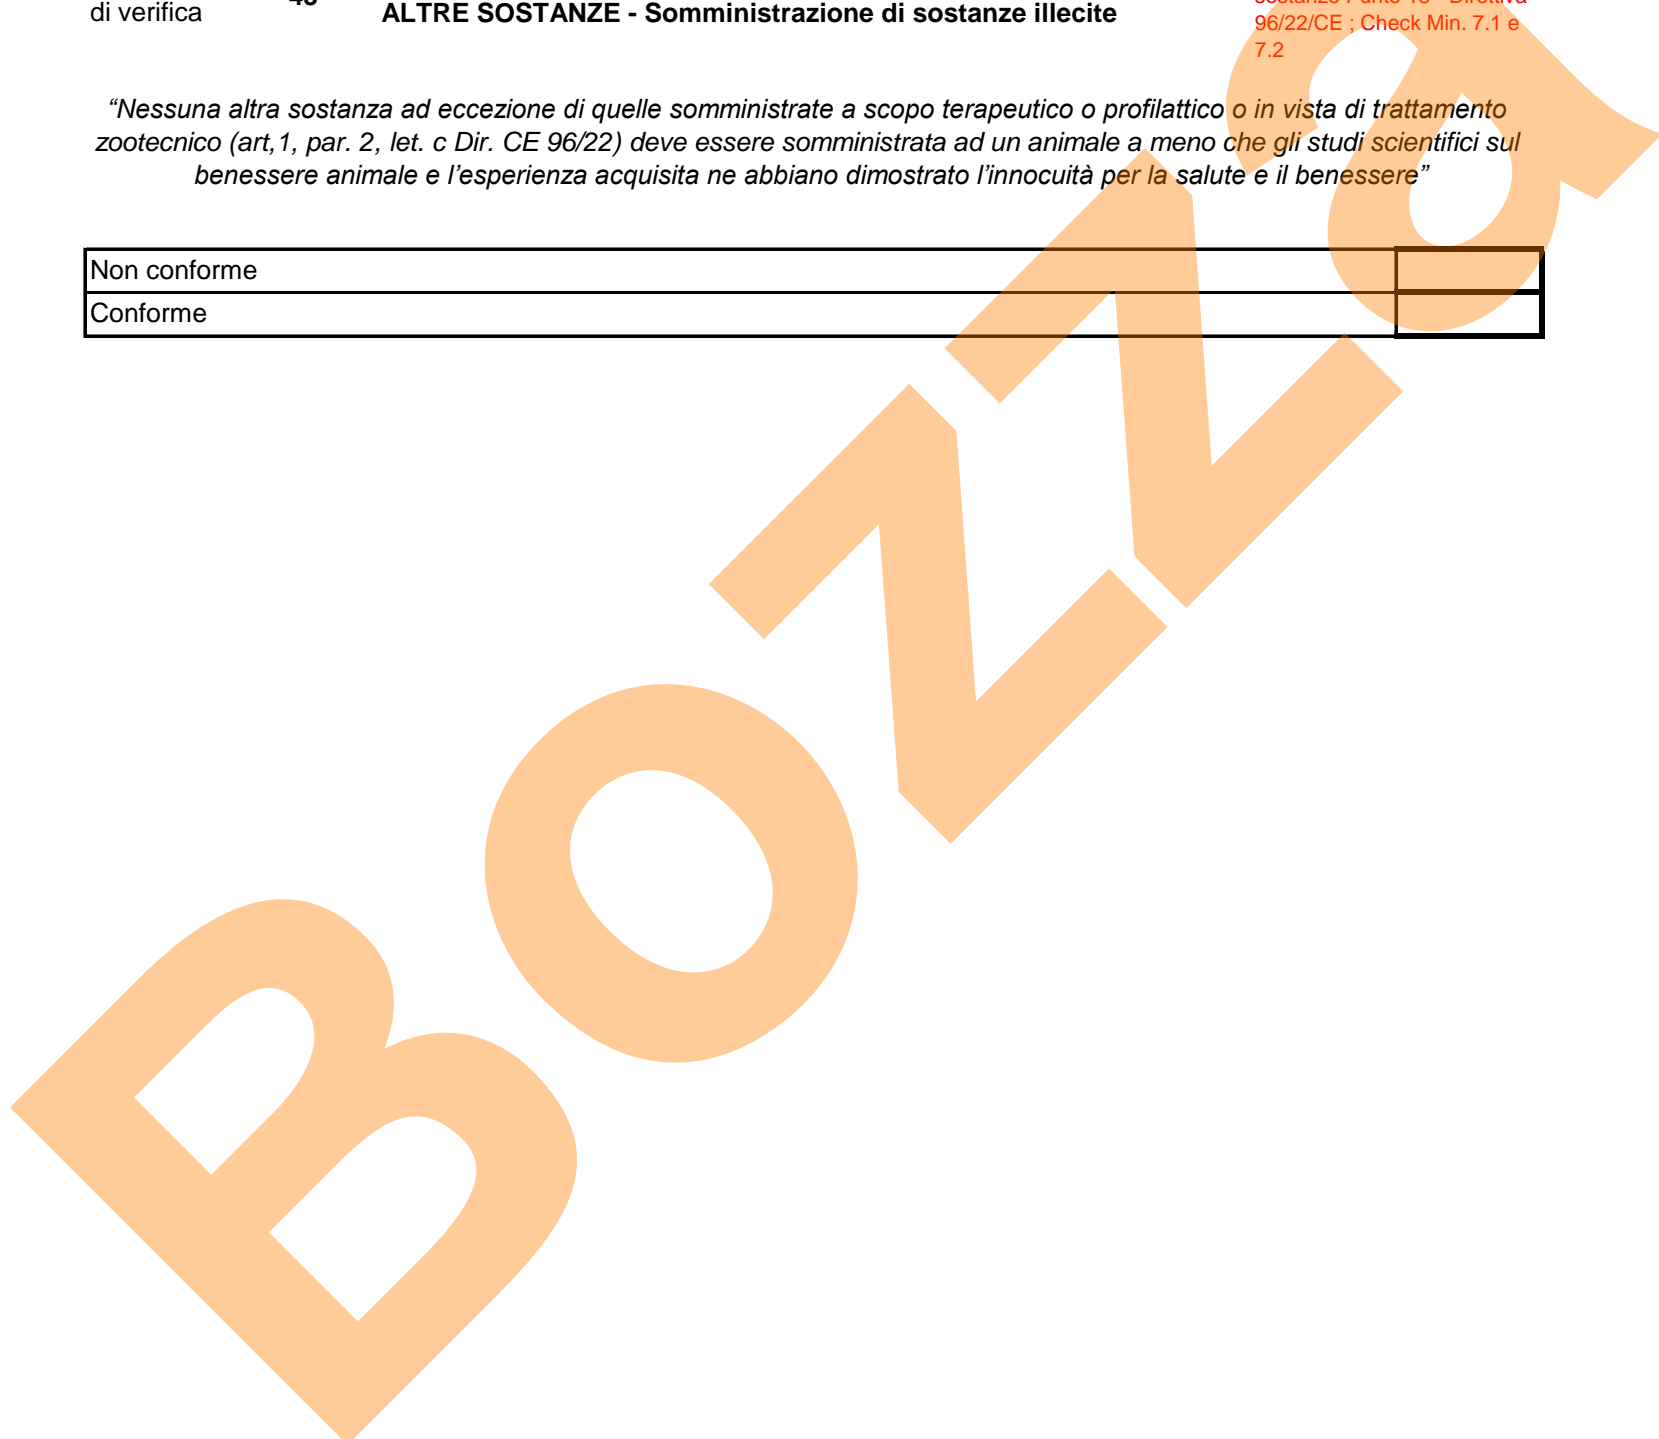 di verifica
ALTRE SOSTANZE - Somministrazione di sostanze illecite
96/22/CE ; Check Min. 7.1 e
7.2
“Nessuna altra sostanza ad eccezione di quelle somministrate a scopo terapeutico o profilattico o in vista di trattamento
zootecnico (art,1, par. 2, let. c Dir. CE 96/22) deve essere somministrata ad un animale a meno che gli studi scientifici sul
benessere animale e l’esperienza acquisita ne abbiano dimostrato l’innocuità per la salute e il benessere”
Non conforme
Conforme
Bozza